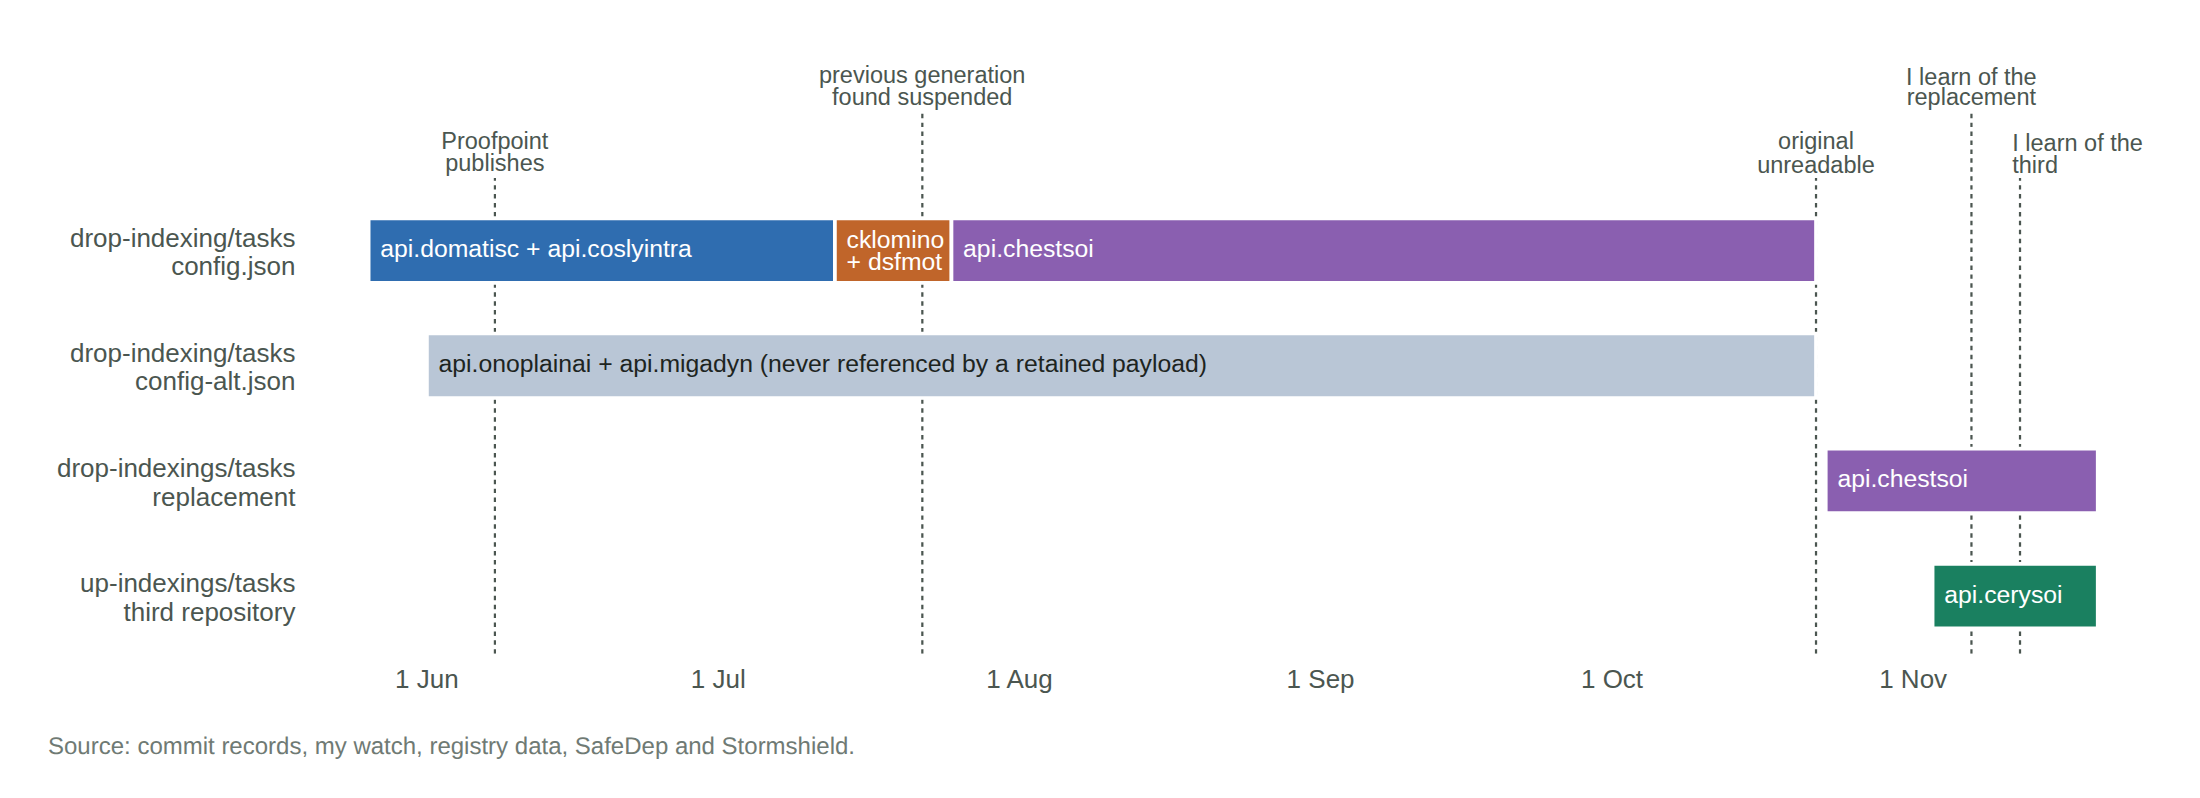 previous generation
found suspended
I learn of the
replacement
Proofpoint
publishes
original
unreadable
I learn of the
third
drop-indexing/tasks
config.json
api.domatisc + api.coslyintra
cklomino
+ dsfmot
api.chestsoi
drop-indexing/tasks
config-alt.json
api.onoplainai + api.migadyn (never referenced by a retained payload)
drop-indexings/tasks
replacement
api.chestsoi
up-indexings/tasks
third repository
api.cerysoi
1 Jun
1 Jul
1 Aug
1 Sep
1 Oct
1 Nov
Source: commit records, my watch, registry data, SafeDep and Stormshield.